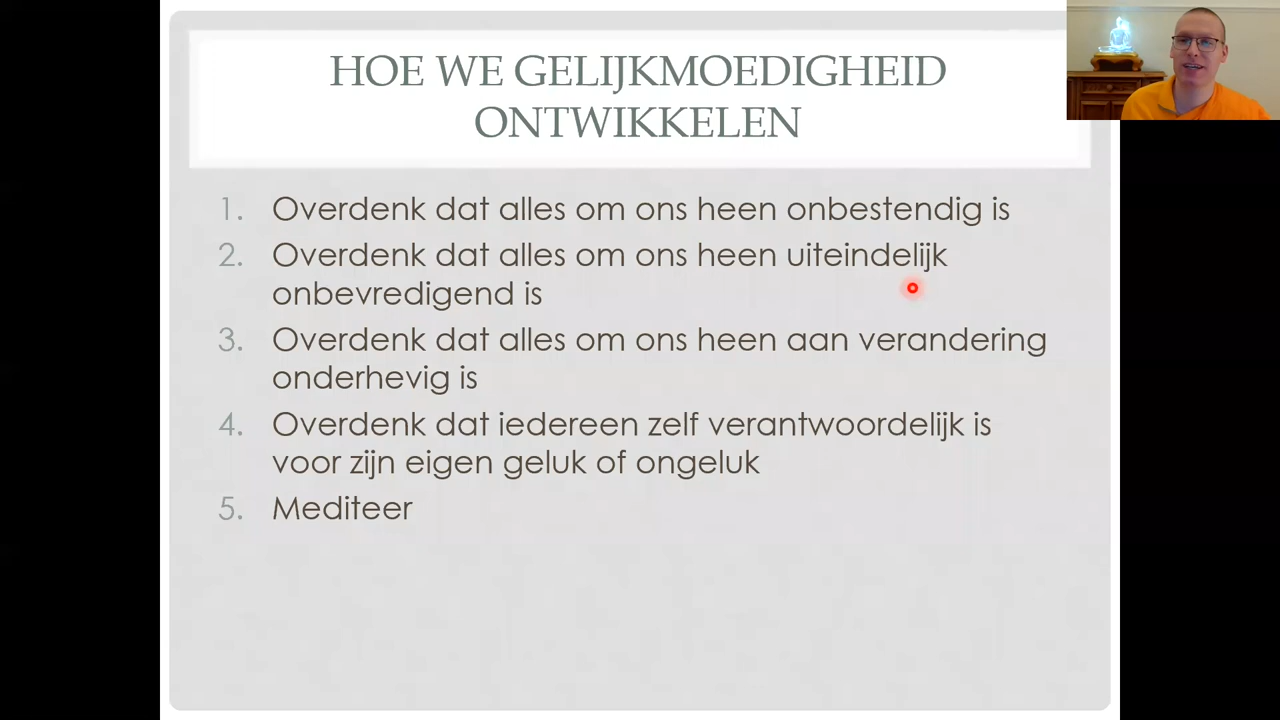 HOE WE GELIJKMOEDIGHEID
ONTWIKKELEN
1. Overdenk dat alles om ons heen onbestendig is
2. Overdenk dat alles om ons heen uiteindelijk
onbevredigend is
3. Overdenk dat alles om ons heen aan verandering
onderhevig is
4. Overdenk dat iedereen zelf verantwoordelijk is
voor zijn eigen geluk of ongeluk
5. Mediteer